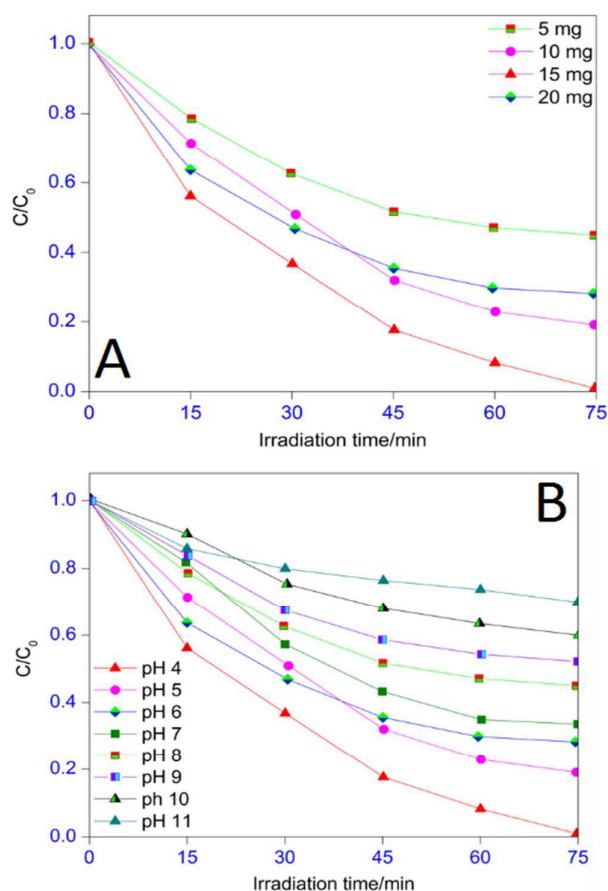 1.0
0.8
0.6
0.4
0.2
0.0
C/C₀
5 mg
10 mg
15 mg
20 mg
A
0 15 30 45 60 75
Irradiation time/min
B
1.0
0.8
0.6
0.4
0.2
0.0
C/C₀
pH 4
pH 5
pH 6
pH 7
pH 8
pH 9
ph 10
pH 11
0 15 30 45 60 75
Irradiation time/min